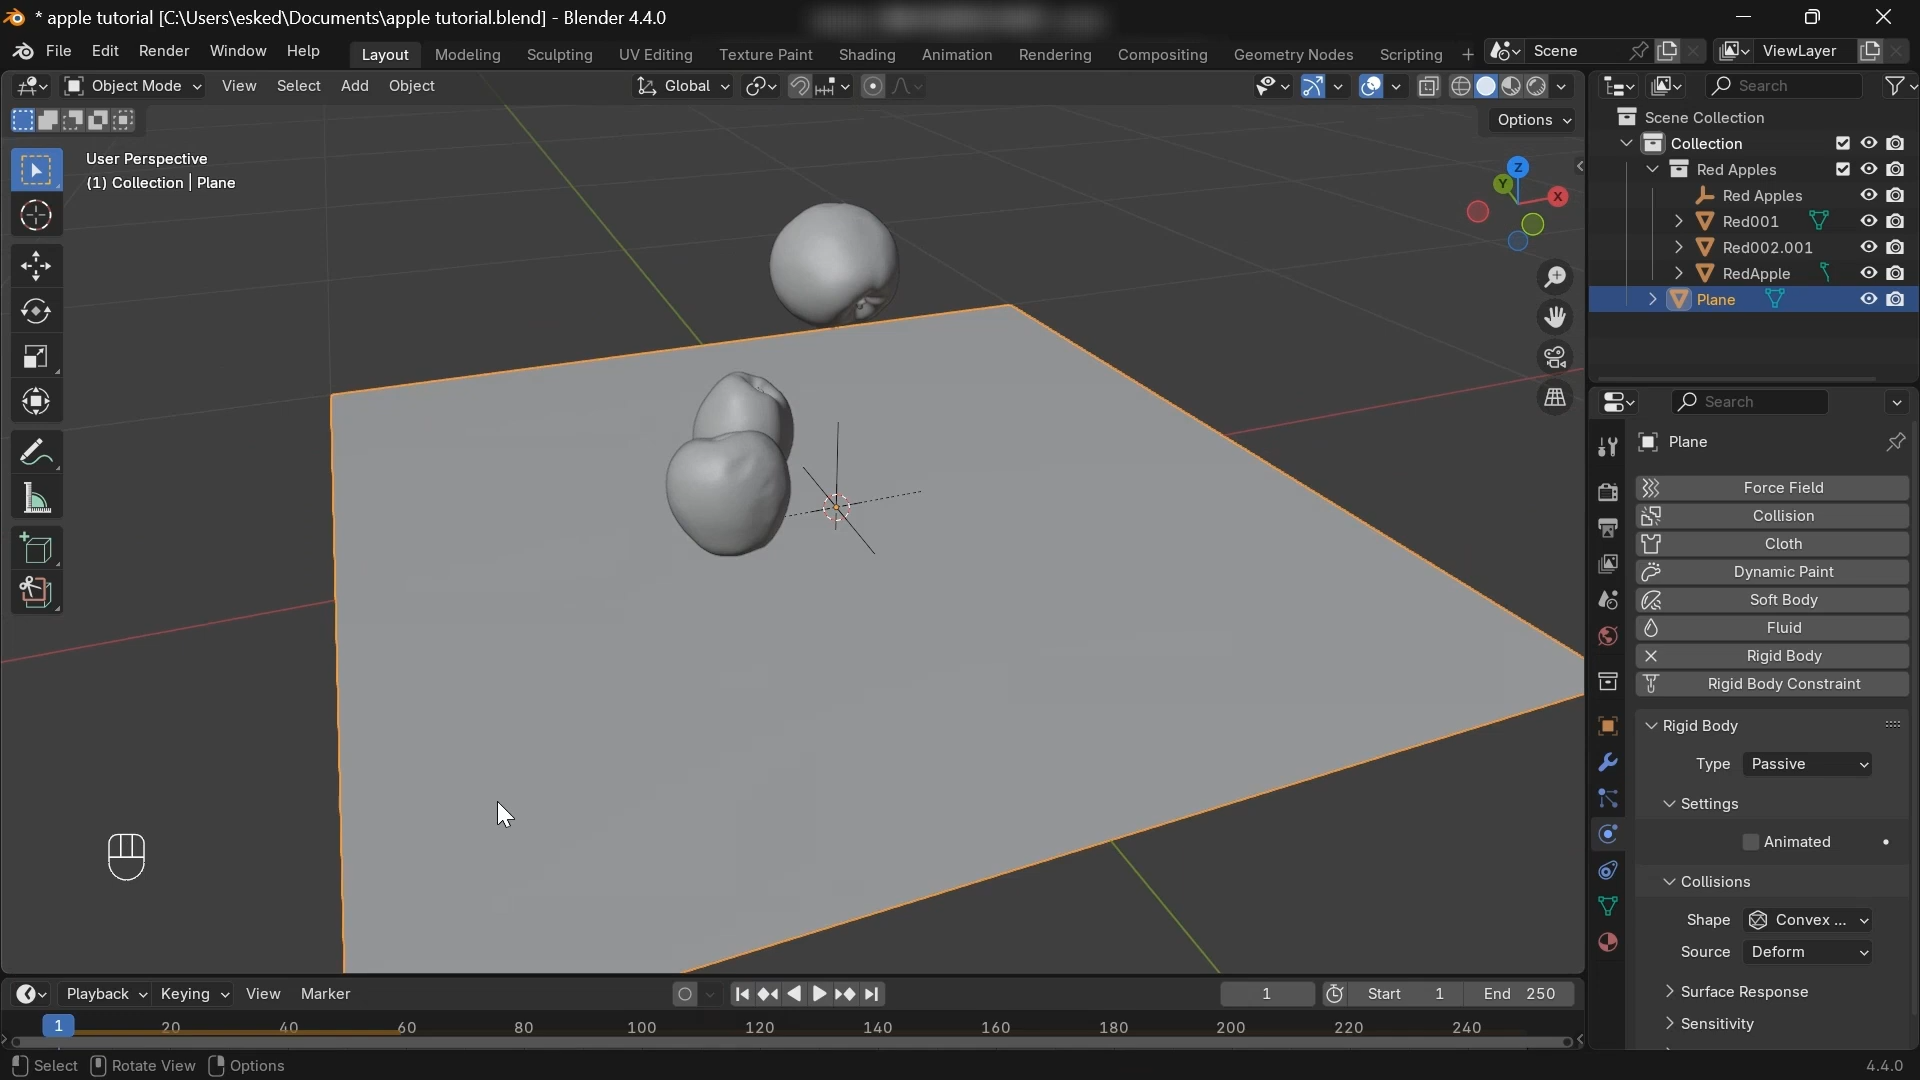 * apple tutorial [C:\Users\esked\Documents\apple tutorial.blend] - Blender 4.4.0
File Edit Render Window Help Layout Modeling Sculpting UV Editing Texture Paint Shading Animation Rendering Compositing Geometry Nodes Scripting + Scene ViewLayer
Object Mode View Select Add Object Global Search
Options
Scene Collection
Collection
User Perspective
(1) Collection | Plane
Red Apples
Red Apples
Red001
Red002.001
RedApple
Plane
Z
Y
X
Search
Plane
Force Field
Collision
Cloth
Dynamic Paint
Soft Body
Fluid
Rigid Body
Rigid Body Constraint
Rigid Body
Type Passive
Settings
Animated
Collisions
Shape Convex ...
Source Deform
Surface Response
Sensitivity
Playback Keying View Marker 1 Start 1 End 250
1 20 40 60 80 100 120 140 160 180 200 220 240
Select Rotate View Options 4.4.0